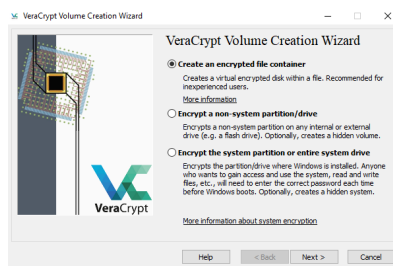 VeraCrypt Volume Creation Wizard
VeraCrypt Volume Creation Wizard
Create an encrypted file container
Creates a virtual encrypted disk within a file. Recommended for
inexperienced users.
More information
Encrypt a non-system partition/drive
Encrypts a non-system partition on any internal or external
drive (e.g. a flash drive). Optionally, creates a hidden volume.
Encrypt the system partition or entire system drive
Encrypts the partition/drive where Windows is installed. Anyone
who wants to gain access and use the system, read and write
files, etc., will need to enter the correct password each time
before Windows boots. Optionally, creates a hidden system.
More information about system encryption
VeraCrypt
Help
< Back
Next >
Cancel